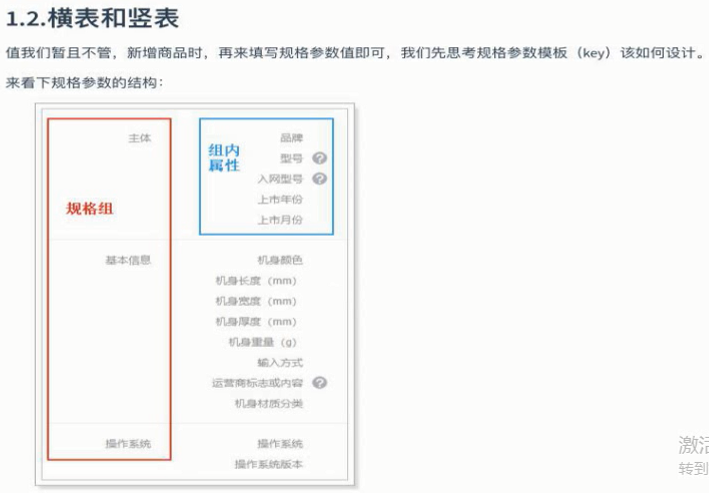 1.2.横表和竖表
值我们暂且不管，新增商品时，再来填写规格参数值即可，我们先思考规格参数模板（key）该如何设计。
来看下规格参数的结构：
主体
组内
属性
品牌
型号
入网型号
上市年份
上市月份
规格组
基本信息
机身颜色
机身长度（mm）
机身宽度（mm）
机身厚度（mm）
机身重量（g）
输入方式
运营商标志或内容
机身材质分类
操作系统
操作系统
操作系统版本
激活
转到